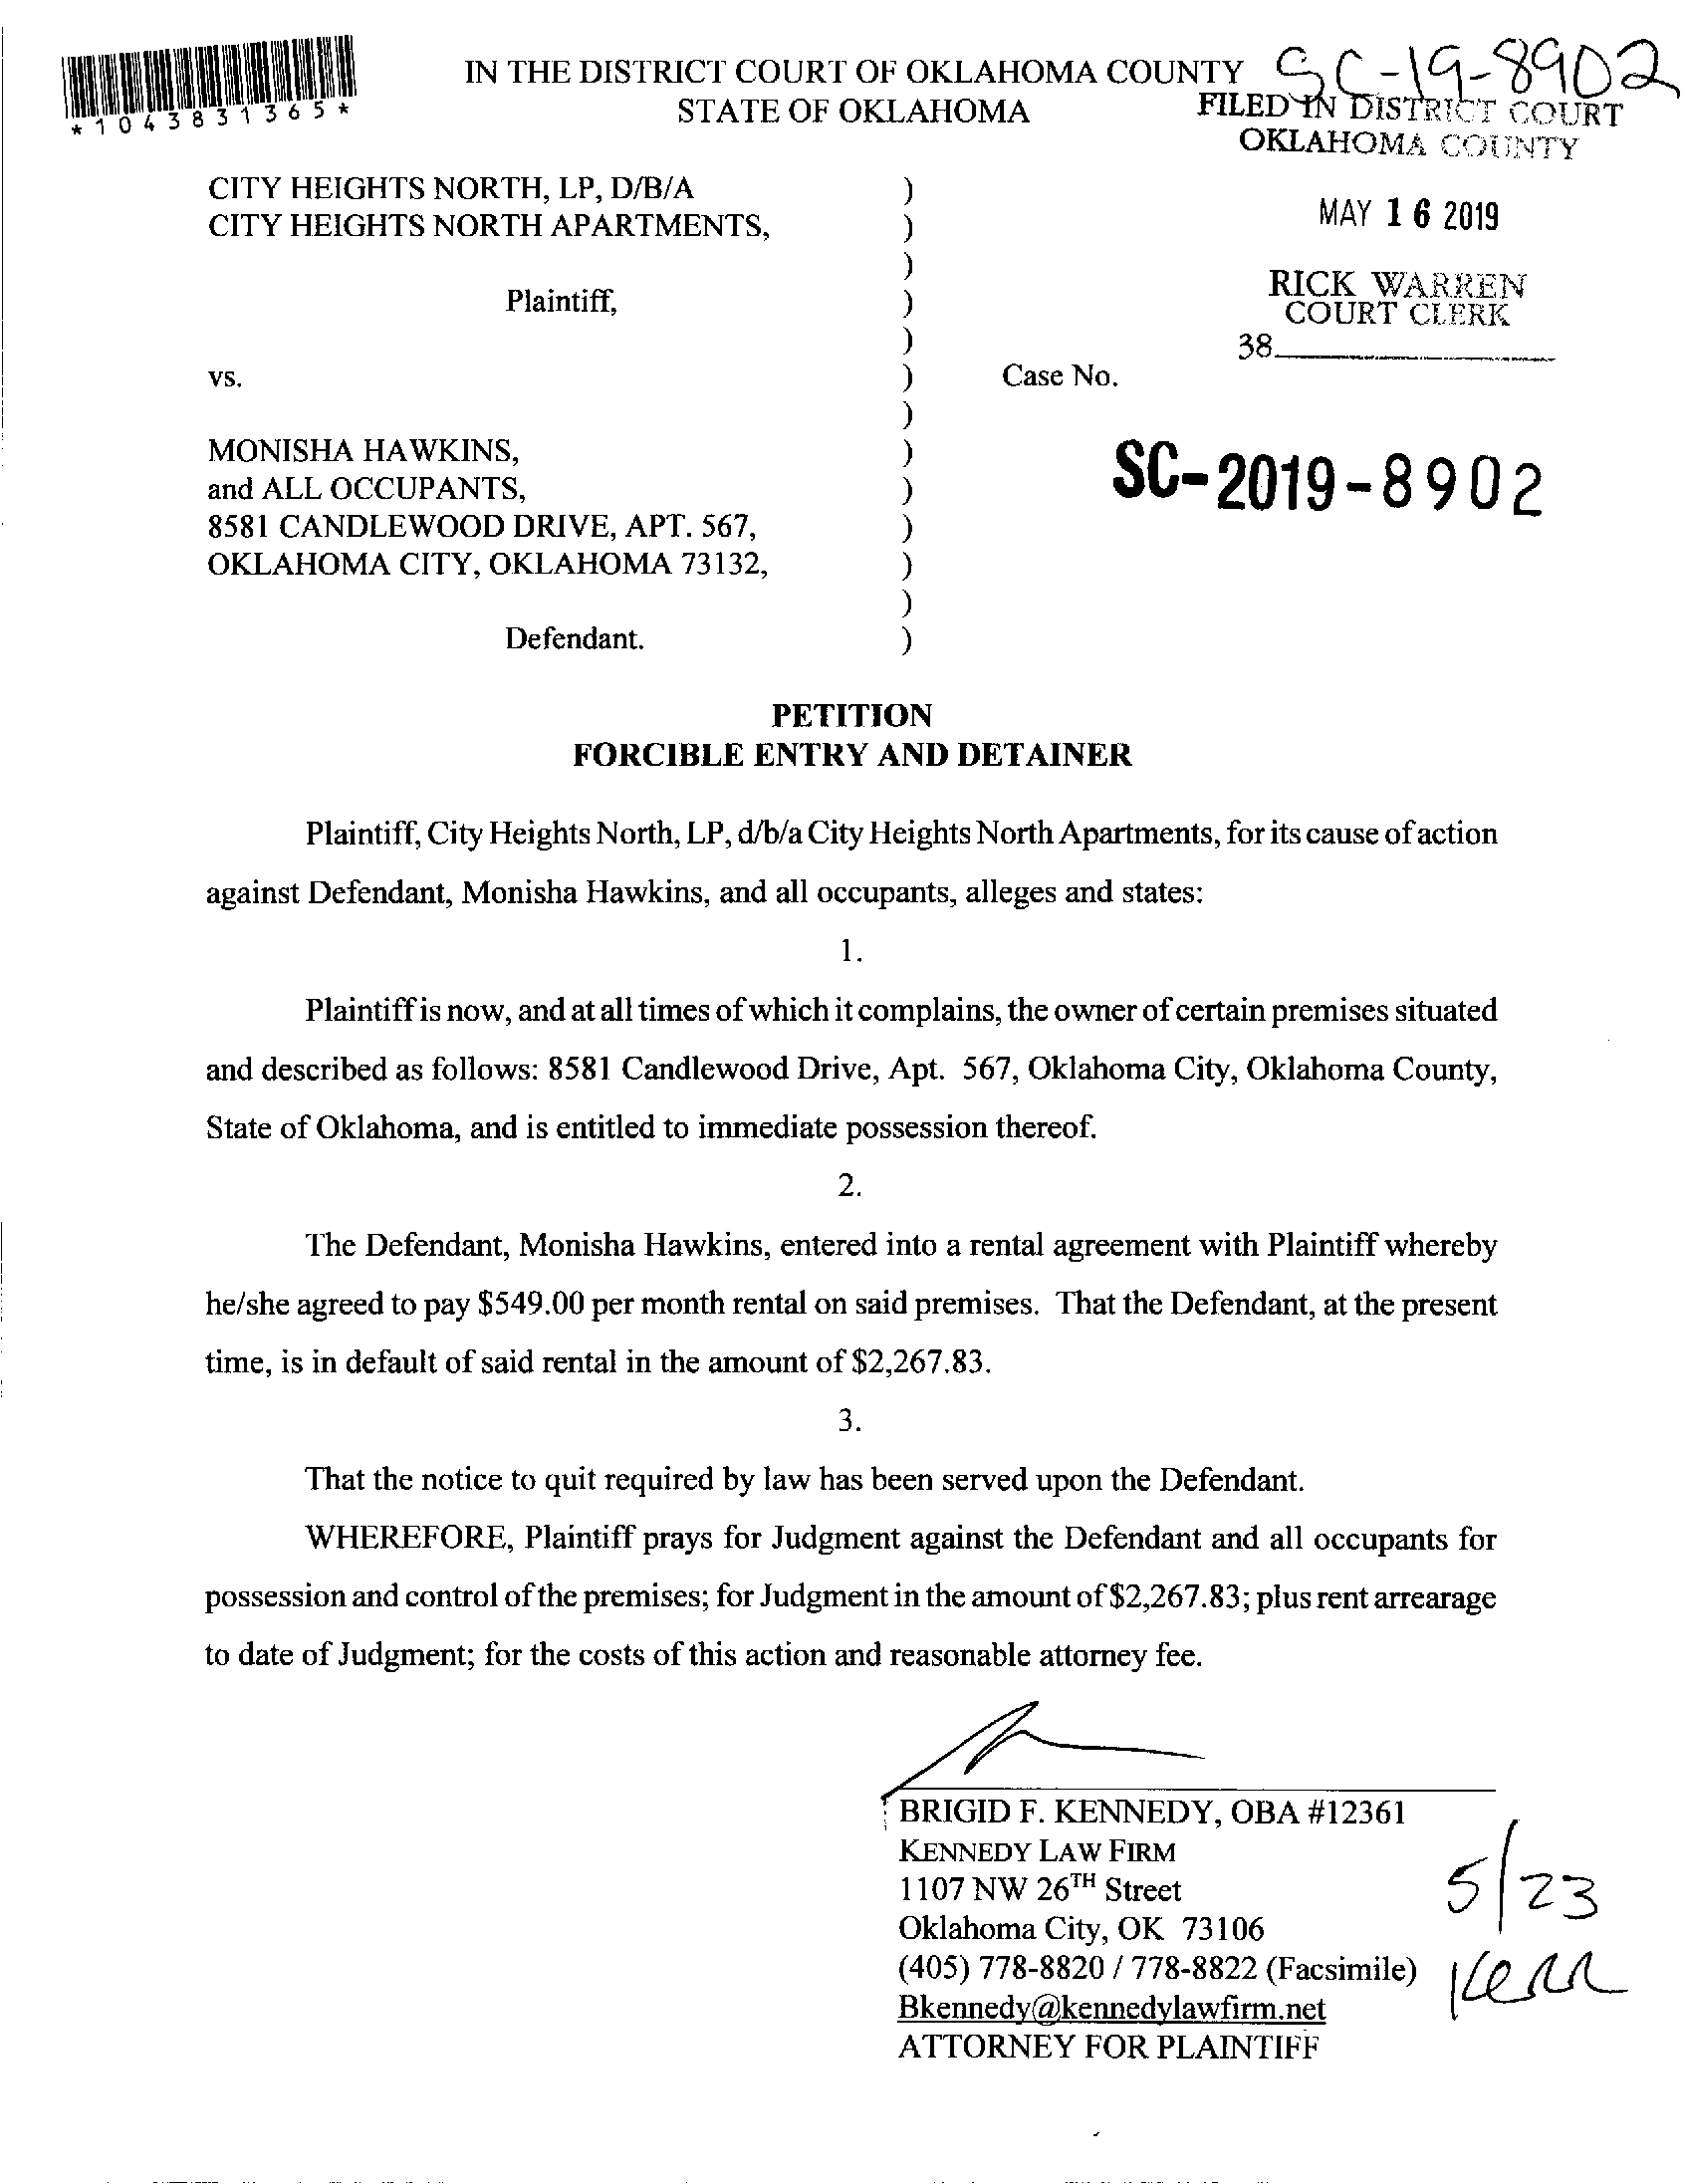 *1043831365*
IN THE DISTRICT COURT OF OKLAHOMA COUNTY
STATE OF OKLAHOMA
SC-19-8902
FILED IN DISTRICT COURT
OKLAHOMA COUNTY
MAY 16 2019
RICK WARREN
COURT CLERK
38
CITY HEIGHTS NORTH, LP, D/B/A )
CITY HEIGHTS NORTH APARTMENTS, )
)
Plaintiff, )
)
vs. ) Case No.
)
MONISHA HAWKINS, )
SC-2019-8902
and ALL OCCUPANTS, )
8581 CANDLEWOOD DRIVE, APT. 567, )
OKLAHOMA CITY, OKLAHOMA 73132, )
)
Defendant. )
PETITION
FORCIBLE ENTRY AND DETAINER
Plaintiff, City Heights North, LP, d/b/a City Heights North Apartments, for its cause of action
against Defendant, Monisha Hawkins, and all occupants, alleges and states:
1.
Plaintiff is now, and at all times of which it complains, the owner of certain premises situated
and described as follows: 8581 Candlewood Drive, Apt. 567, Oklahoma City, Oklahoma County,
State of Oklahoma, and is entitled to immediate possession thereof.
2.
The Defendant, Monisha Hawkins, entered into a rental agreement with Plaintiff whereby
he/she agreed to pay $549.00 per month rental on said premises. That the Defendant, at the present
time, is in default of said rental in the amount of $2,267.83.
3.
That the notice to quit required by law has been served upon the Defendant.
WHEREFORE, Plaintiff prays for Judgment against the Defendant and all occupants for
possession and control of the premises; for Judgment in the amount of $2,267.83; plus rent arrearage
to date of Judgment; for the costs of this action and reasonable attorney fee.
BRIGID F. KENNEDY, OBA #12361
KENNEDY LAW FIRM
1107 NW 26TH Street
Oklahoma City, OK 73106
(405) 778-8820 / 778-8822 (Facsimile)
Bkennedy@kennedylawfirm.net
ATTORNEY FOR PLAINTIFF
5/23
Kerr